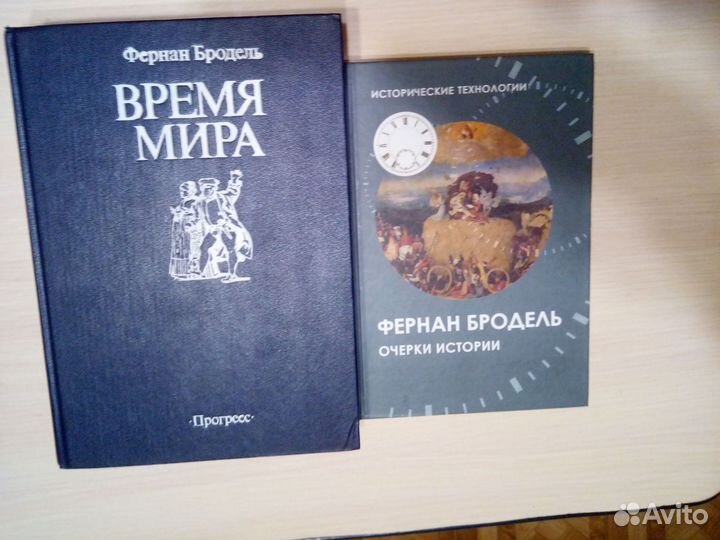 Фернан Бродель
ВРЕМЯ
МИРА
·Прогресс·
ИСТОРИЧЕСКИЕ ТЕХНОЛОГИИ
ФЕРНАН БРОДЕЛЬ
ОЧЕРКИ ИСТОРИИ
Avito